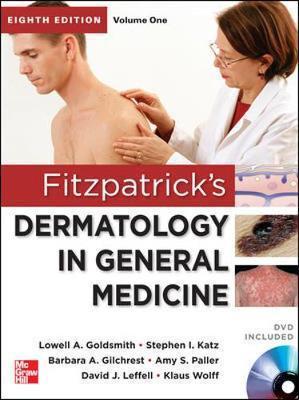 EIGHTH EDITION Volume One
Fitzpatrick's
DERMATOLOGY
IN GENERAL
MEDICINE
Lowell A. Goldsmith • Stephen I. Katz
Barbara A. Gilchrest • Amy S. Paller
David J. Leffell • Klaus Wolff
DVD
INCLUDED
Mc
Graw
Hill